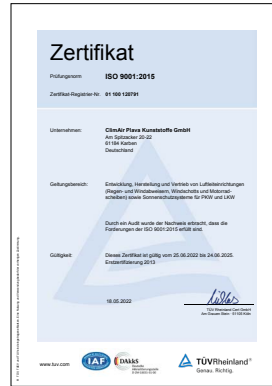 Zertifikat
Prüfungsnorm ISO 9001:2015
Zertifikat-Registrier-Nr. 01 100 120791
Unternehmen: ClimAir Plava Kunststoffe GmbH
Am Spitzacker 20-22
61184 Karben
Deutschland
Geltungsbereich: Entwicklung, Herstellung und Vertrieb von Luftleiteinrichtungen
(Regen- und Windabweisern, Windschotts und Motorrad-
scheiben) sowie Sonnenschutzsysteme für PKW und LKW
Durch ein Audit wurde der Nachweis erbracht, dass die
Forderungen der ISO 9001:2015 erfüllt sind.
Gültigkeit: Dieses Zertifikat ist gültig vom 25.06.2022 bis 24.06.2025.
Erstzertifizierung 2013
18.05.2022
TÜV Rheinland Cert GmbH
Am Grauen Stein · 51105 Köln
www.tuv.com
IAF
DAkkS
Deutsche
Akkreditierungsstelle
TÜVRheinland®
Genau. Richtig.